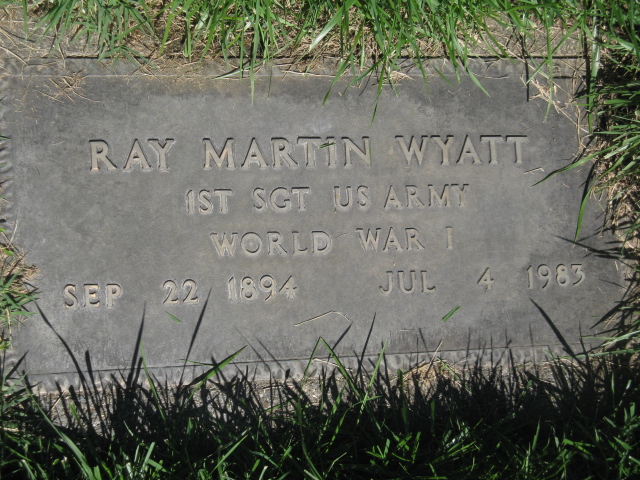 RAY MARTIN WYATT
1ST SGT US ARMY
WORLD WAR I
SEP 22 1894 JUL 4 1983